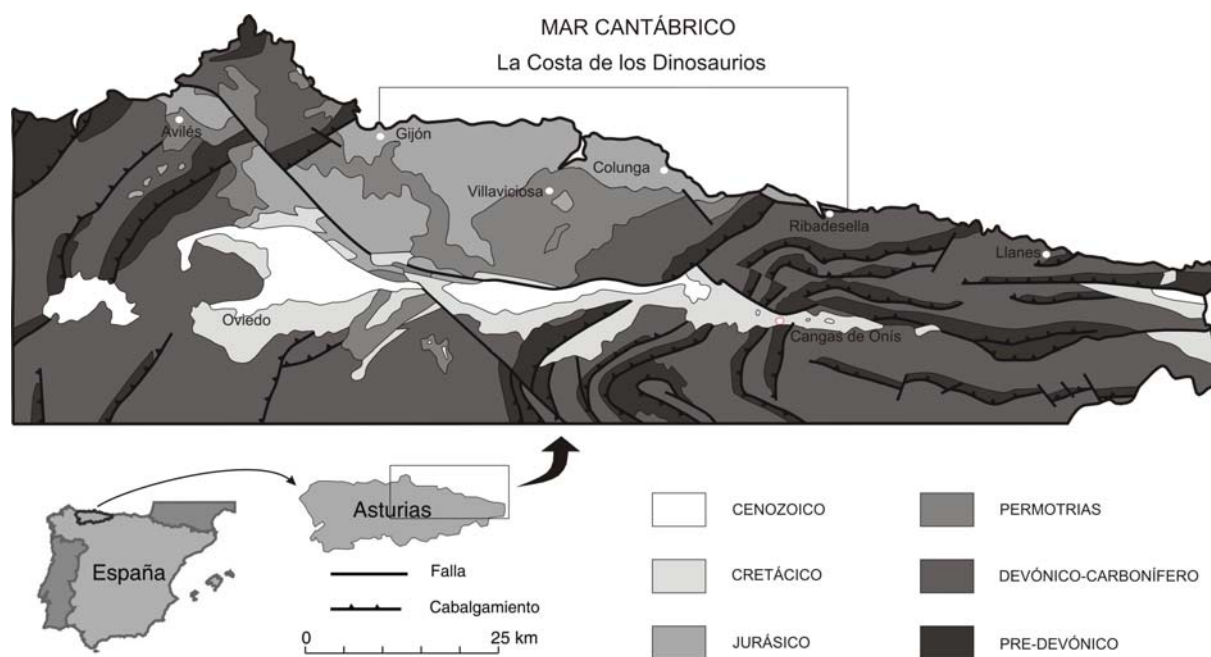 MAR CANTÁBRICO
La Costa de los Dinosaurios
Avilés
Gijón
Colunga
Villaviciosa
Ribadesella
Llanes
Oviedo
Cangas de Onís
Asturias
España
Falla
Cabalgamiento
0 25 km
CENOZOICO
CRETÁCICO
JURÁSICO
PERMOTRIAS
DEVÓNICO-CARBONÍFERO
PRE-DEVÓNICO